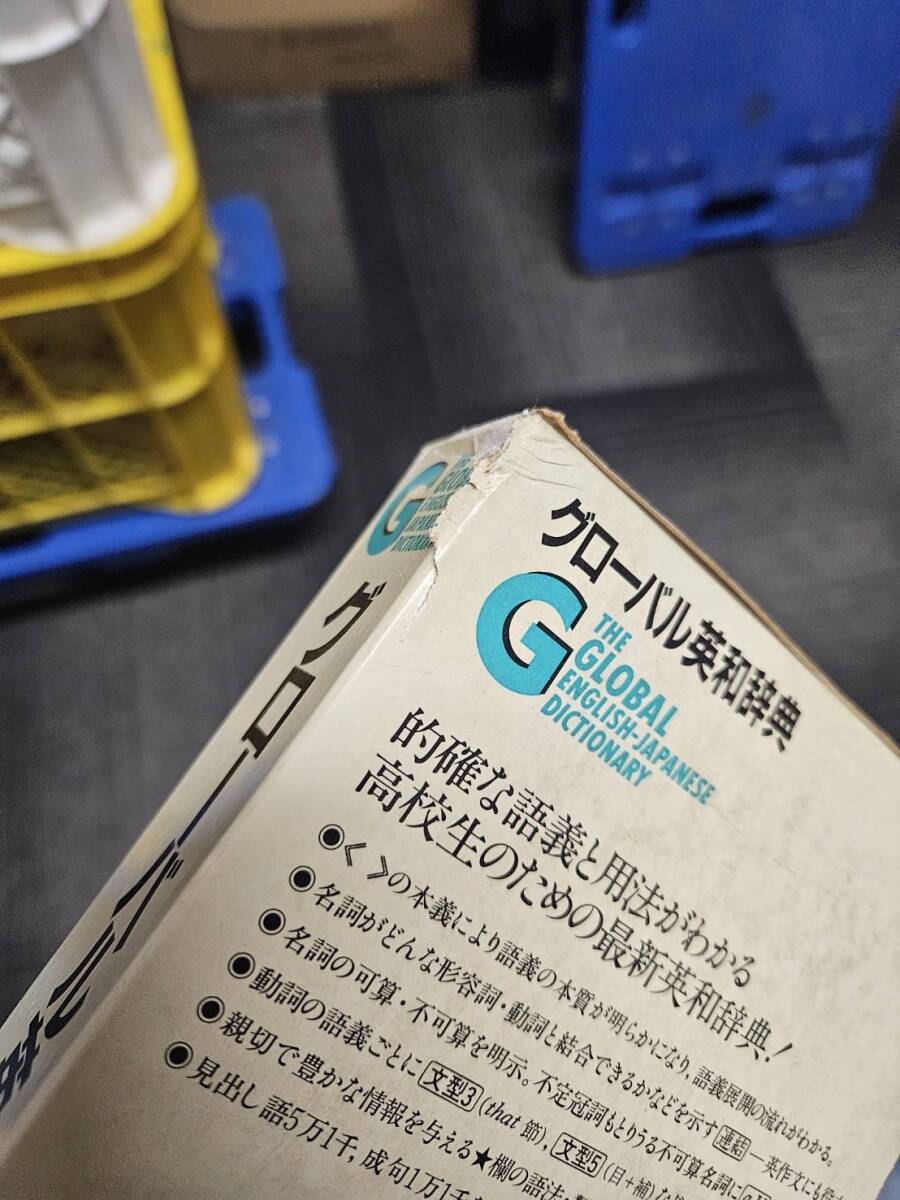 G
THE
GLOBAL
ENGLISH-
JAPANESE
DICTIONARY
グローバル英
グローバル英和辞典
G
THE
GLOBAL
ENGLISH-JAPANESE
DICTIONARY
的確な語義と用法がわかる
高校生のための最新英和辞典!
●〈 〉の本義により語義の本質が明らかになり,語義展開の流れがわかる。
●名詞がどんな形容詞・動詞と結合できるかなどを示す連結―英作文にも
●名詞の可算・不可算を明示。不定冠詞もとりうる不可算名詞に
●動詞の語義ごとに文型3(that 節),文型5(目+補)な
●親切で豊かな情報を与える★欄の語法・
●見出し語5万1千,成句1万1千